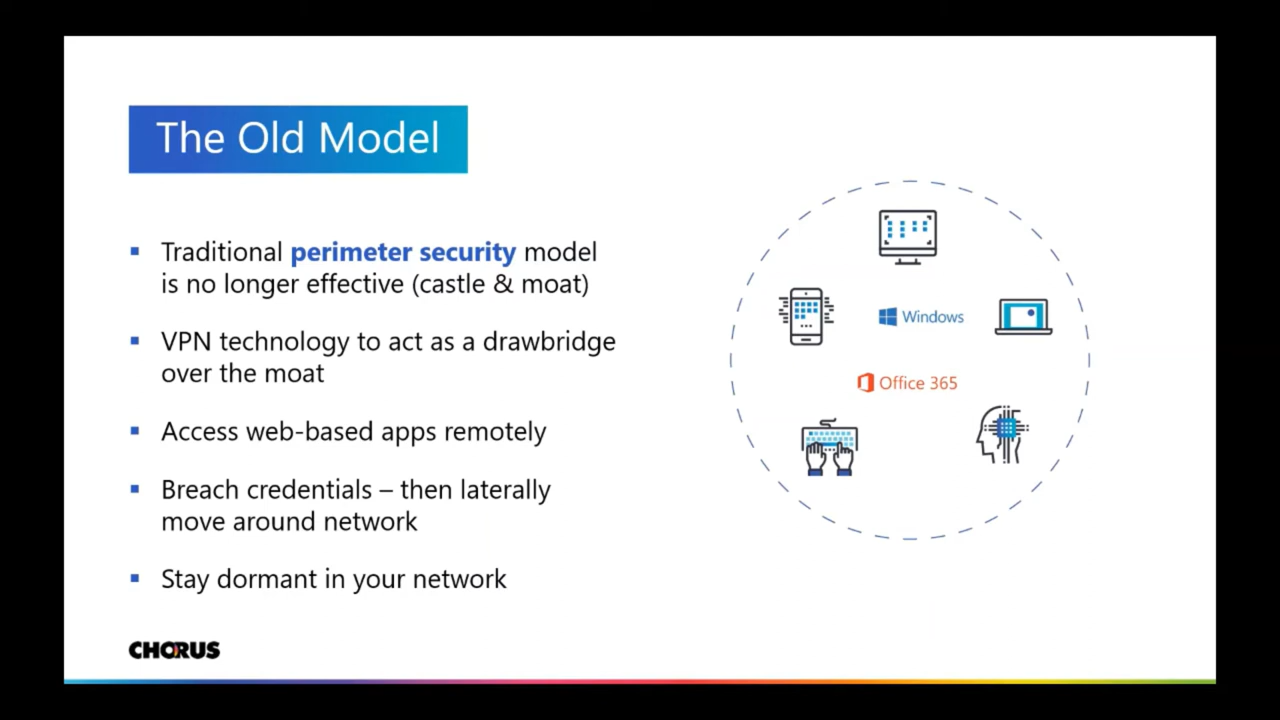 The Old Model
Traditional perimeter security model
is no longer effective (castle & moat)
VPN technology to act as a drawbridge
over the moat
Access web-based apps remotely
Breach credentials – then laterally
move around network
Stay dormant in your network
Windows
Office 365
CHORUS